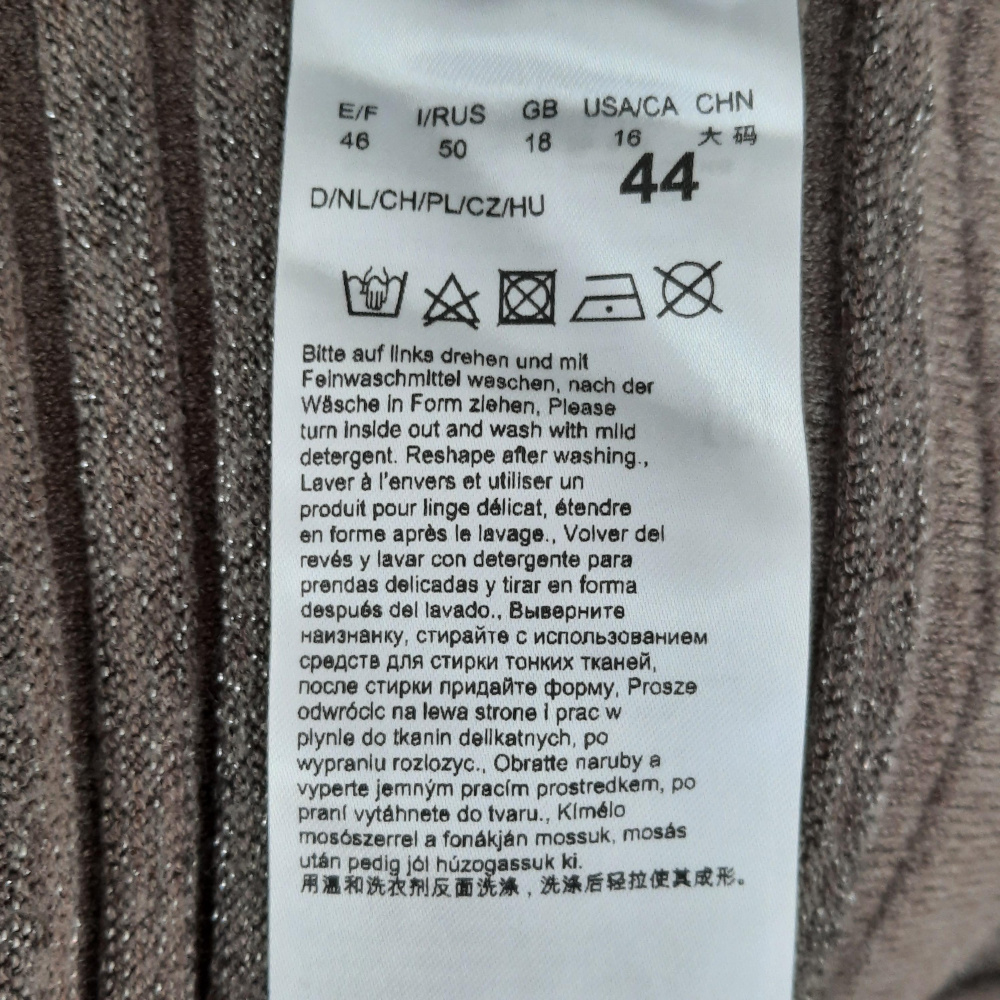 E/F I/RUS GB USA/CA CHN
46 50 18 16 大码
D/NL/CH/PL/CZ/HU 44
Bitte auf links drehen und mit
Feinwaschmittel waschen, nach der
Wäsche in Form ziehen, Please
turn inside out and wash with mild
detergent. Reshape after washing.,
Laver à l'envers et utiliser un
produit pour linge délicat, étendre
en forme après le lavage., Volver del
revés y lavar con detergente para
prendas delicadas y tirar en forma
después del lavado., Выверните
наизнанку, стирайте с использованием
средств для стирки тонких тканей,
после стирки придайте форму, Prosze
odwrócic na lewa strone i prac w
plynie do tkanin delikatnych, po
wypraniu rozlozyc., Obratte naruby a
vyperte jemným pracím prostredkem, po
praní vytáhnete do tvaru., Kímélo
mosószerrel a fonákján mossuk, mosás
után pedig jól húzogassuk ki.
用温和洗衣剂反面洗涤，洗涤后轻拉使其成形。